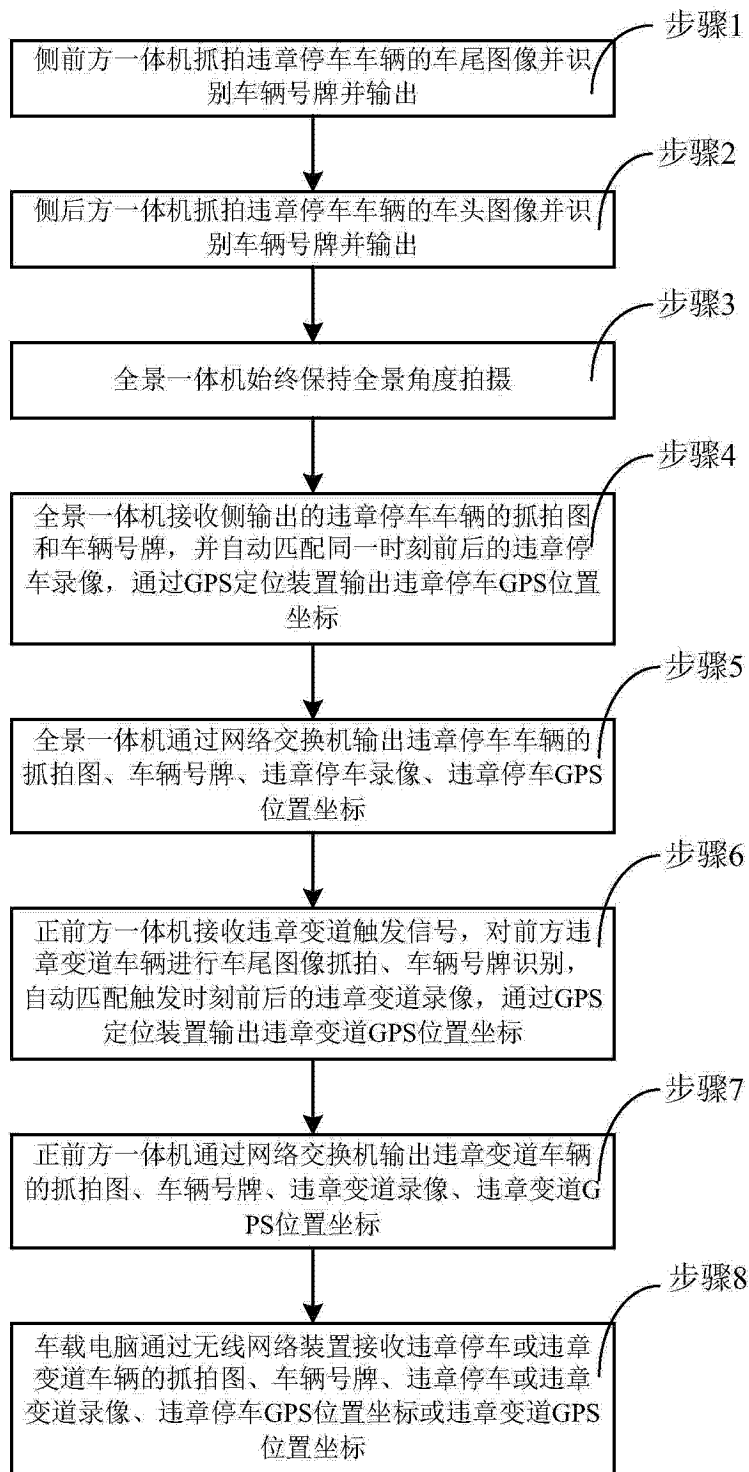 步骤1
侧前方一体机抓拍违章停车车辆的车尾图像并识
别车辆号牌并输出
步骤2
侧后方一体机抓拍违章停车车辆的车头图像并识
别车辆号牌并输出
步骤3
全景一体机始终保持全景角度拍摄
步骤4
全景一体机接收侧输出的违章停车车辆的抓拍图
和车辆号牌，并自动匹配同一时刻前后的违章停
车录像，通过GPS定位装置输出违章停车GPS位置
坐标
步骤5
全景一体机通过网络交换机输出违章停车车辆的
抓拍图、车辆号牌、违章停车录像、违章停车GPS
位置坐标
步骤6
正前方一体机接收违章变道触发信号，对前方违
章变道车辆进行车尾图像抓拍、车辆号牌识别，
自动匹配触发时刻前后的违章变道录像，通过GPS
定位装置输出违章变道GPS位置坐标
步骤7
正前方一体机通过网络交换机输出违章变道车辆
的抓拍图、车辆号牌、违章变道录像、违章变道G
PS位置坐标
步骤8
车载电脑通过无线网络装置接收违章停车或违章
变道车辆的抓拍图、车辆号牌、违章停车或违章
变道录像、违章停车GPS位置坐标或违章变道GPS
位置坐标